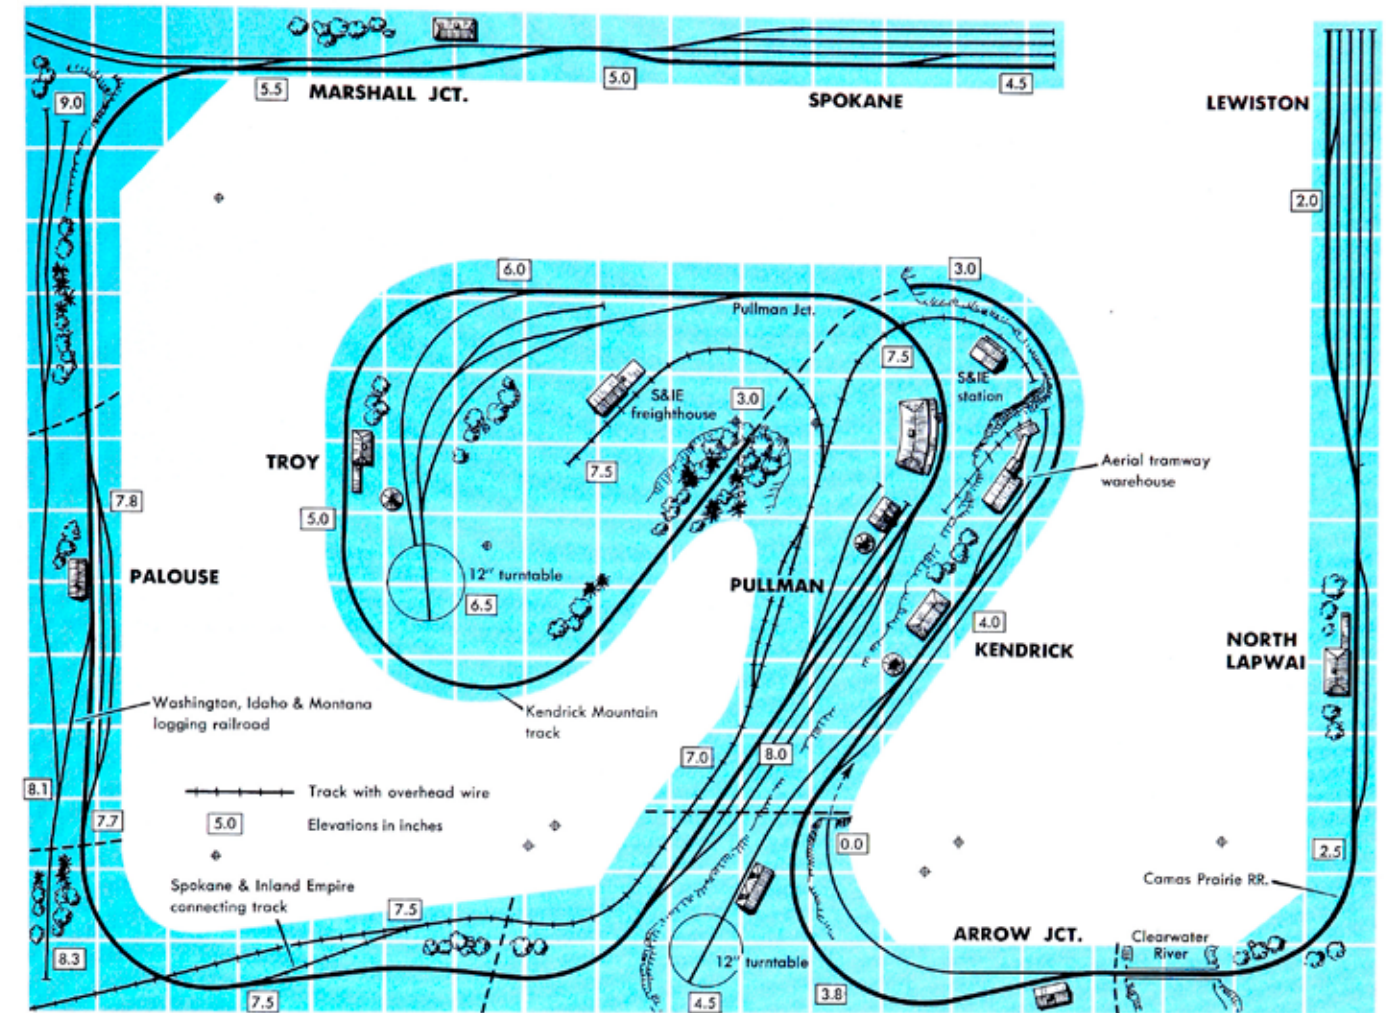 9.0
5.5
MARSHALL JCT.
5.0
SPOKANE
4.5
LEWISTON
2.0
6.0
3.0
Pullman Jct.
7.5
S&IE
station
S&IE
freighthouse
3.0
TROY
7.5
Aerial tramway
warehouse
7.8
5.0
PALOUSE
12" turntable
6.5
PULLMAN
4.0
KENDRICK
NORTH
LAPWAI
Washington, Idaho & Montana
logging railroad
Kendrick Mountain
track
7.0
8.0
8.1
Track with overhead wire
7.7
5.0
Elevations in inches
0.0
2.5
Spokane & Inland Empire
connecting track
7.5
Camas Prairie RR.
ARROW JCT.
Clearwater
River
8.3
12" turntable
7.5
4.5
3.8